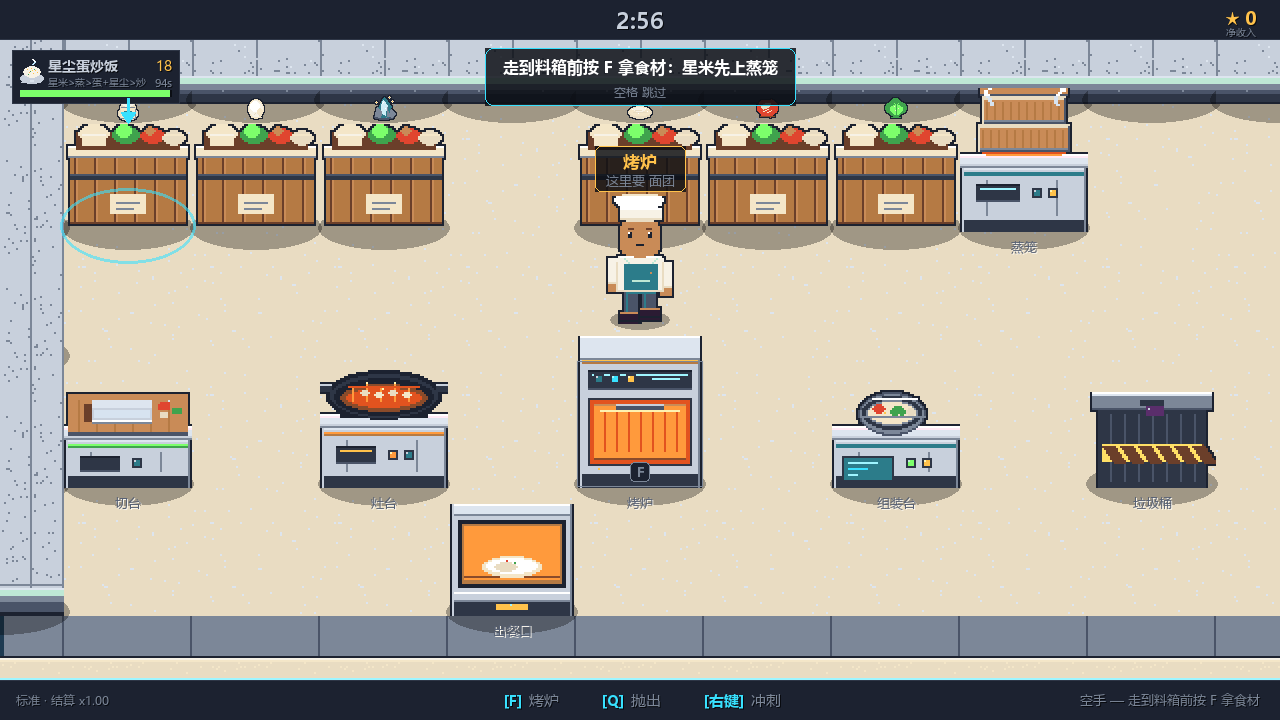 2:56
★ 0
净收入
星尘蛋炒饭 18
星米>蒸>蛋+星尘>炒 94s
走到料箱前按 F 拿食材：星米先上蒸笼
空格 跳过
烤炉
这里要 面团
蒸笼
F
切台
灶台
烤炉
组装台
垃圾桶
出餐口
标准 · 结算 x1.00
[F] 烤炉
[Q] 抛出
[右键] 冲刺
空手 — 走到料箱前按 F 拿食材